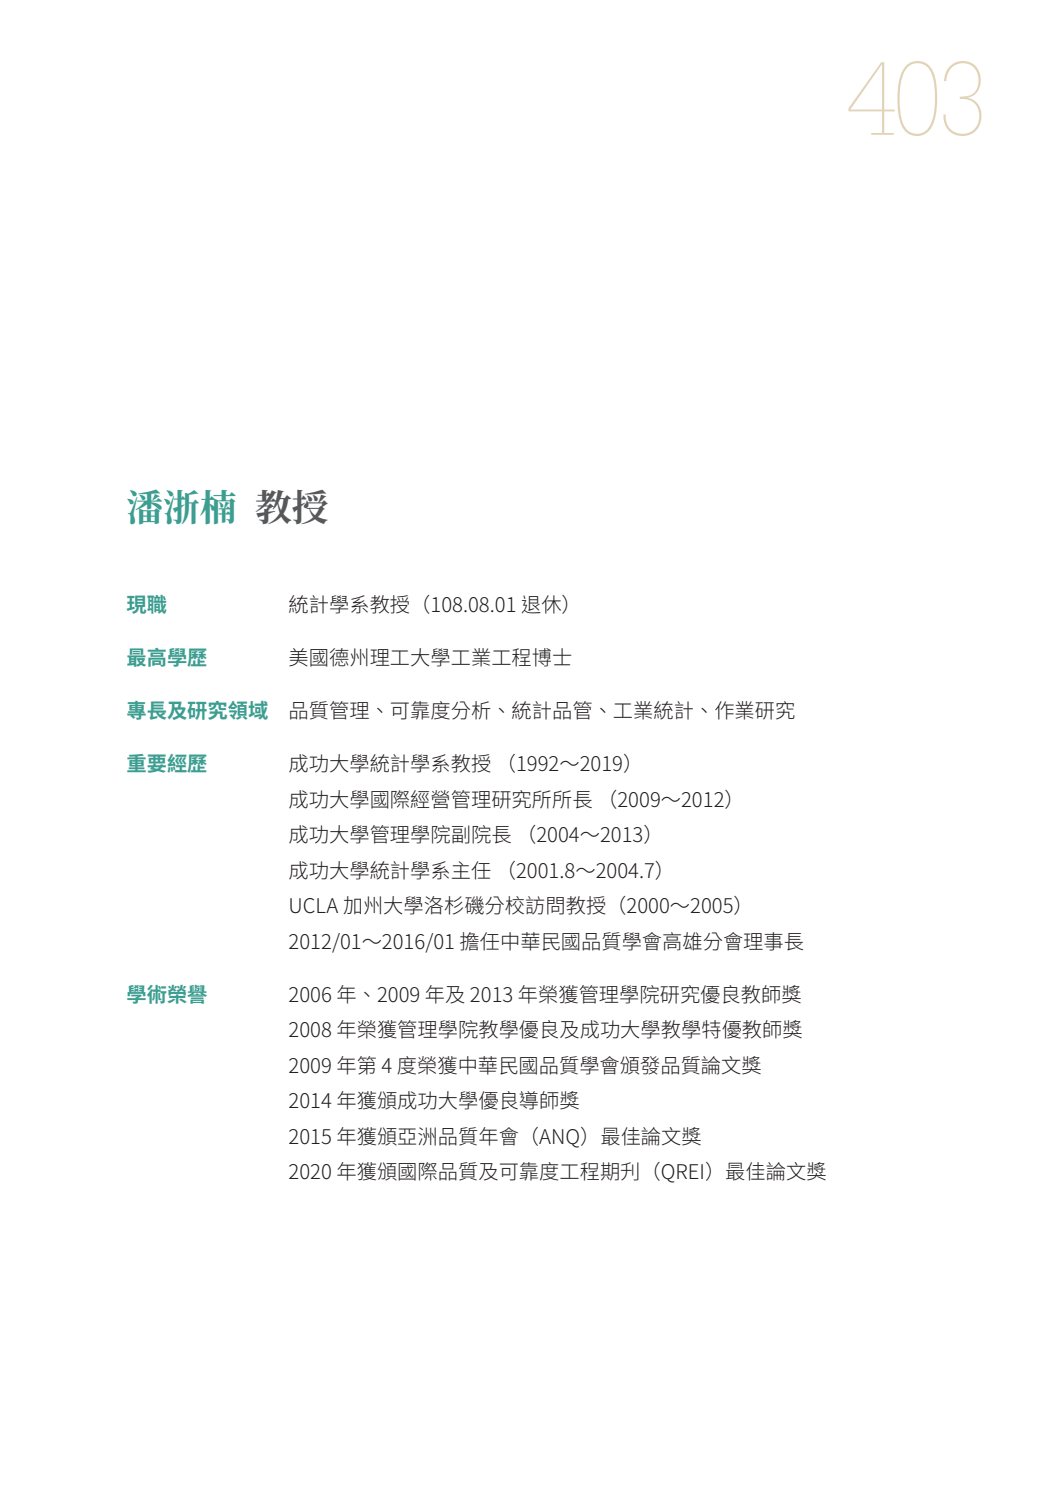 403
潘浙楠 教授
現職 統計學系教授（108.08.01 退休）
最高學歷 美國德州理工大學工業工程博士
專長及研究領域 品質管理、可靠度分析、統計品管、工業統計、作業研究
重要經歷 成功大學統計學系教授 （1992～2019）
成功大學國際經營管理研究所所長 （2009～2012）
成功大學管理學院副院長 （2004～2013）
成功大學統計學系主任 （2001.8～2004.7）
UCLA 加州大學洛杉磯分校訪問教授（2000～2005）
2012/01～2016/01 擔任中華民國品質學會高雄分會理事長
學術榮譽 2006 年、2009 年及 2013 年榮獲管理學院研究優良教師獎
2008 年榮獲管理學院教學優良及成功大學教學特優教師獎
2009 年第 4 度榮獲中華民國品質學會頒發品質論文獎
2014 年獲頒成功大學優良導師獎
2015 年獲頒亞洲品質年會（ANQ）最佳論文獎
2020 年獲頒國際品質及可靠度工程期刊（QREI）最佳論文獎